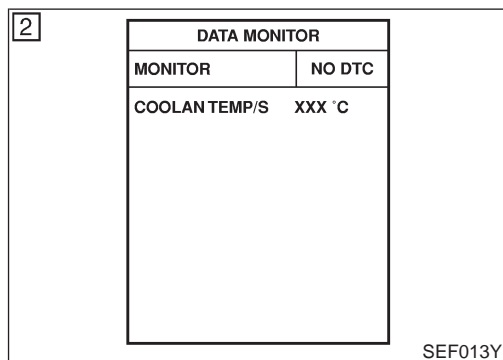 2
DATA MONITOR
MONITOR NO DTC
COOLAN TEMP/S XXX °C
SEF013Y